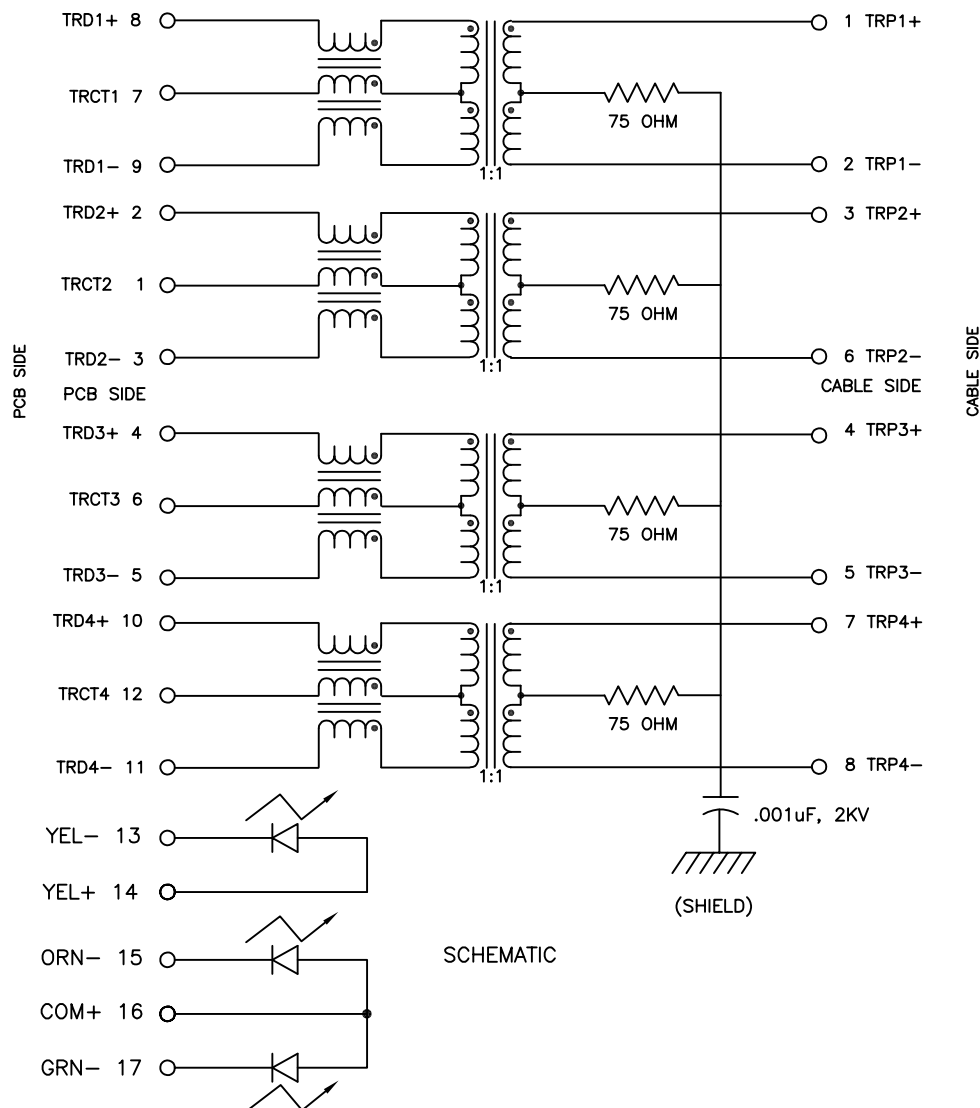 TRD1+ 8
1 TRP1+
TRCT1 7
75 OHM
TRD1- 9
1:1
2 TRP1-
TRD2+ 2
3 TRP2+
TRCT2 1
75 OHM
TRD2- 3
1:1
6 TRP2-
PCB SIDE
PCB SIDE
CABLE SIDE
CABLE SIDE
TRD3+ 4
4 TRP3+
TRCT3 6
75 OHM
TRD3- 5
1:1
5 TRP3-
TRD4+ 10
7 TRP4+
TRCT4 12
75 OHM
TRD4- 11
1:1
8 TRP4-
.001uF, 2KV
YEL- 13
YEL+ 14
(SHIELD)
ORN- 15
SCHEMATIC
COM+ 16
GRN- 17